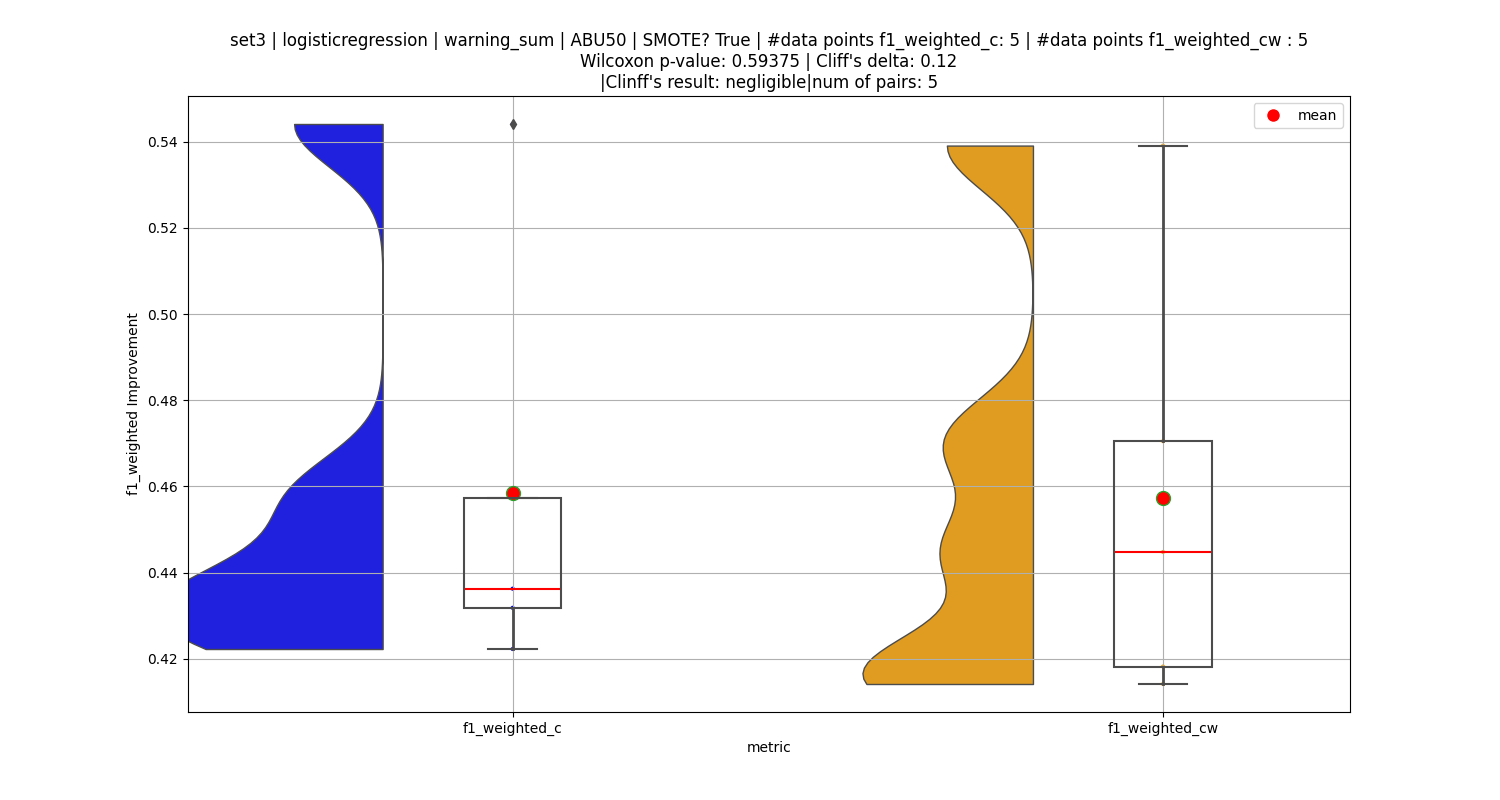 set3 | logisticregression | warning_sum | ABU50 | SMOTE? True | #data points f1_weighted_c: 5 | #data points f1_weighted_cw : 5
Wilcoxon p-value: 0.59375 | Cliff's delta: 0.12
|Clinff's result: negligible|num of pairs: 5
mean
0.54
0.52
0.50
0.48
0.46
0.44
0.42
f1_weighted Improvement
f1_weighted_c
f1_weighted_cw
metric